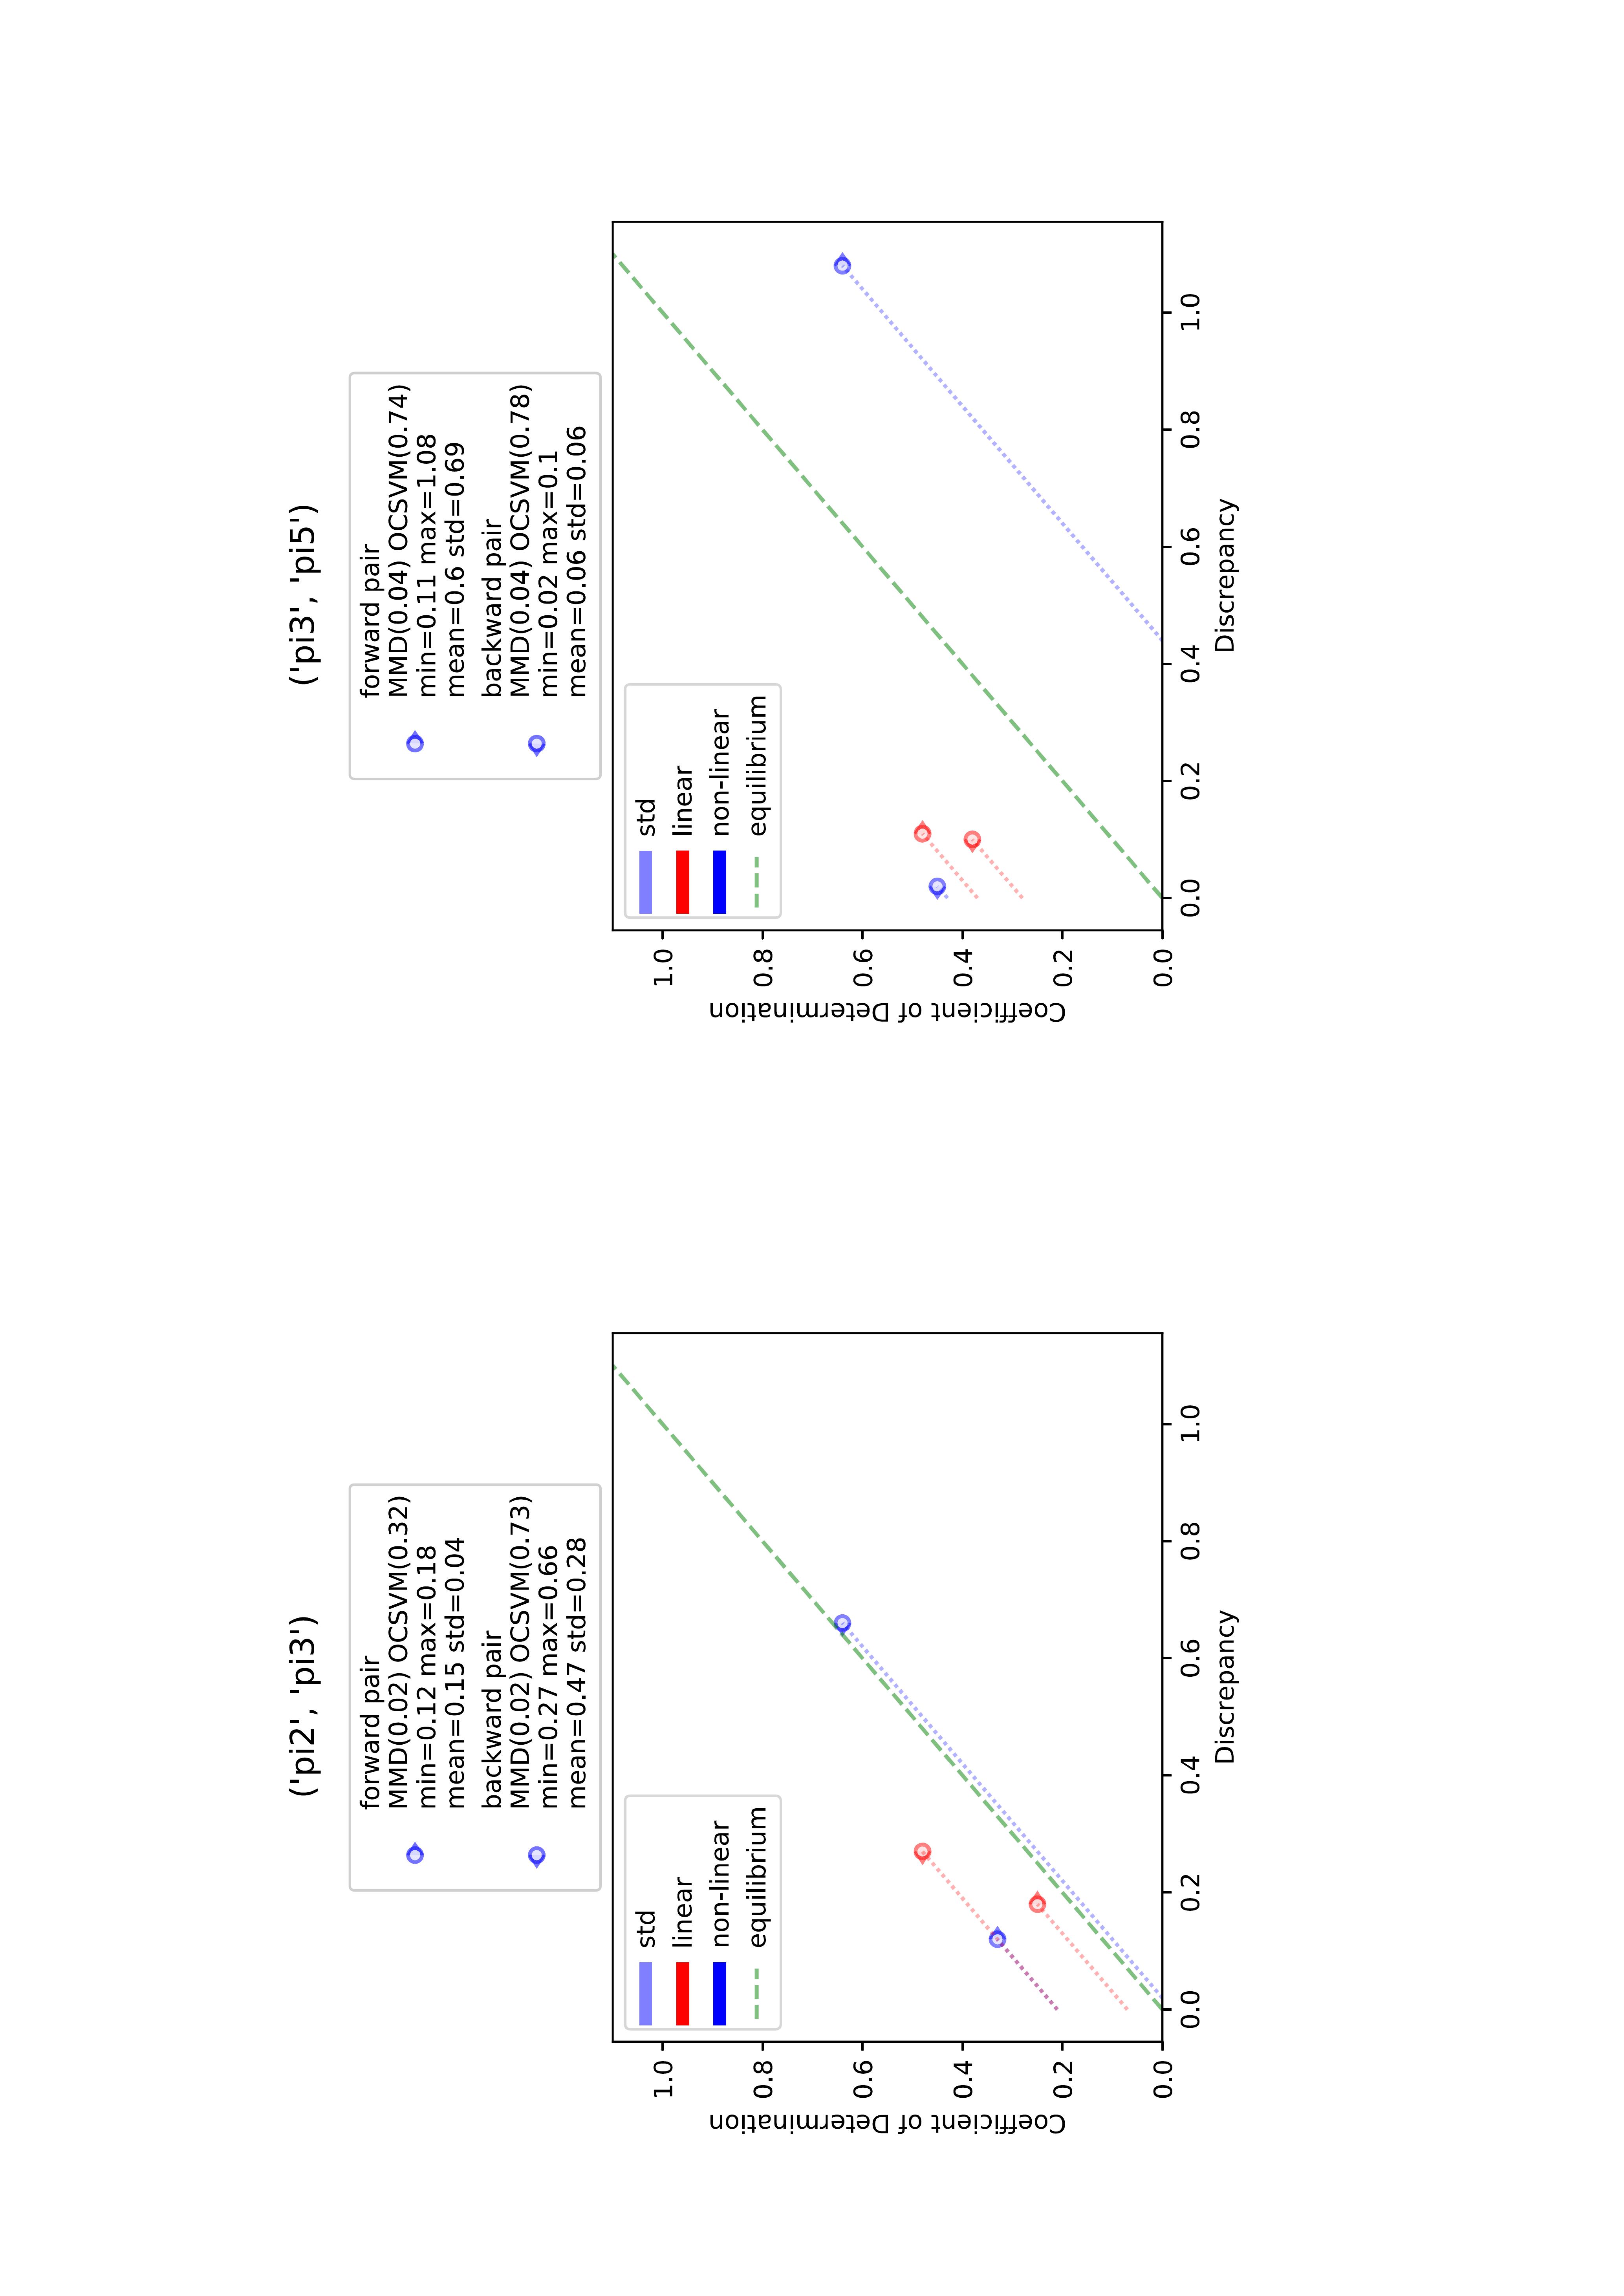 ('pi2', 'pi3')
forward pair
MMD(0.02) OCSVM(0.32)
min=0.12 max=0.18
mean=0.15 std=0.04
backward pair
MMD(0.02) OCSVM(0.73)
min=0.27 max=0.66
mean=0.47 std=0.28
std
linear
non-linear
equilibrium
1.0
0.8
0.6
0.4
0.2
0.0
Coefficient of Determination
0.0 0.2 0.4 0.6 0.8 1.0
Discrepancy
('pi3', 'pi5')
forward pair
MMD(0.04) OCSVM(0.74)
min=0.11 max=1.08
mean=0.6 std=0.69
backward pair
MMD(0.04) OCSVM(0.78)
min=0.02 max=0.1
mean=0.06 std=0.06
std
linear
non-linear
equilibrium
1.0
0.8
0.6
0.4
0.2
0.0
Coefficient of Determination
0.0 0.2 0.4 0.6 0.8 1.0
Discrepancy